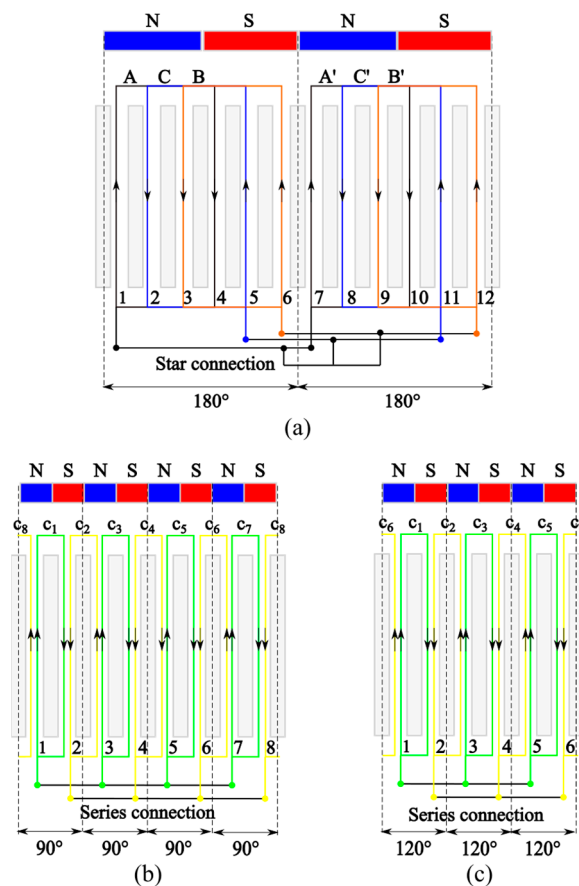 N S N S
A C B A' C' B'
1 2 3 4 5 6 7 8 9 10 11 12
Star connection
180° 180°
(a)
N S N S N S N S
c8 c1 c2 c3 c4 c5 c6 c7 c8
1 2 3 4 5 6 7 8
Series connection
90° 90° 90° 90°
(b)
N S N S N S
c6 c1 c2 c3 c4 c5 c
1 2 3 4 5 6
Series connection
120° 120° 120°
(c)